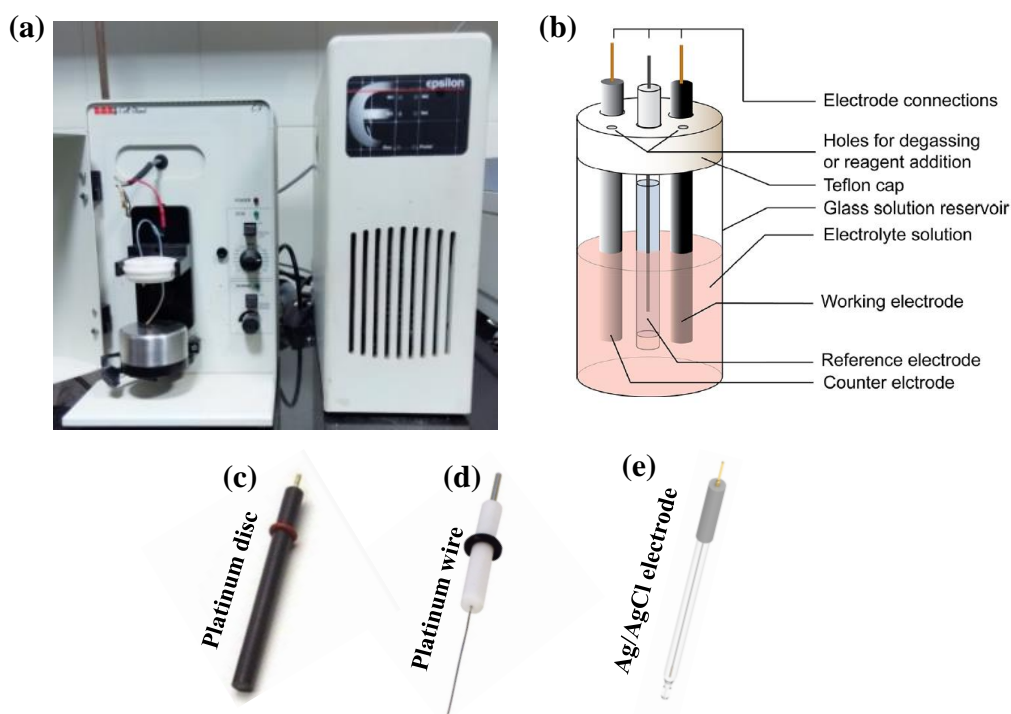 (a)
epsilon
(b)
Electrode connections
Holes for degassing
or reagent addition
Teflon cap
Glass solution reservoir
Electrolyte solution
Working electrode
Reference electrode
Counter elctrode
(c)
Platinum disc
(d)
Platinum wire
(e)
Ag/AgCl electrode